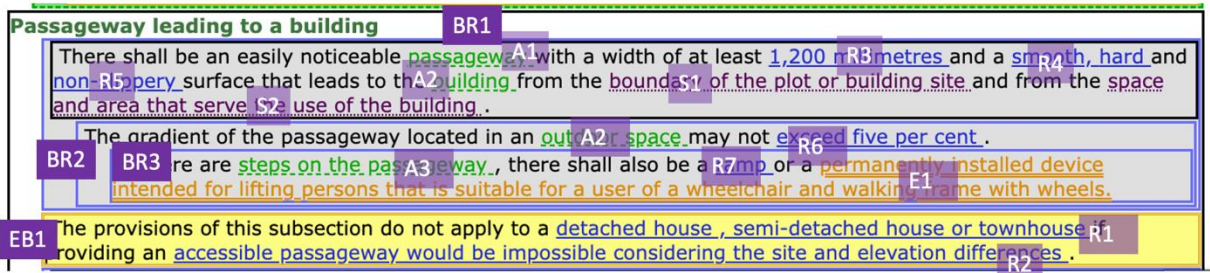 Passageway leading to a building
BR1
There shall be an easily noticeable passageway with a width of at least 1,200 millimetres and a smooth, hard and
A1 R3 R4
non-slippery surface that leads to the building from the boundary of the plot or building site and from the space
R5 A2 S1
and area that serve the use of the building .
S2
The gradient of the passageway located in an outdoor space may not exceed five per cent .
A2 R6
BR2 BR3 ere are steps on the passageway , there shall also be a ramp or a permanently installed device
A3 R7
intended for lifting persons that is suitable for a user of a wheelchair and walking frame with wheels.
E1
The provisions of this subsection do not apply to a detached house , semi-detached house or townhouse if
EB1 R1
providing an accessible passageway would be impossible considering the site and elevation differences .
R2